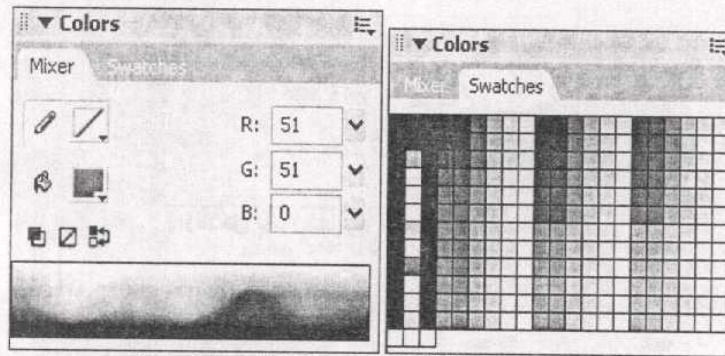 Colors
Mixer Swatches
R: 51
G: 51
B: 0
Colors
Mixer Swatches